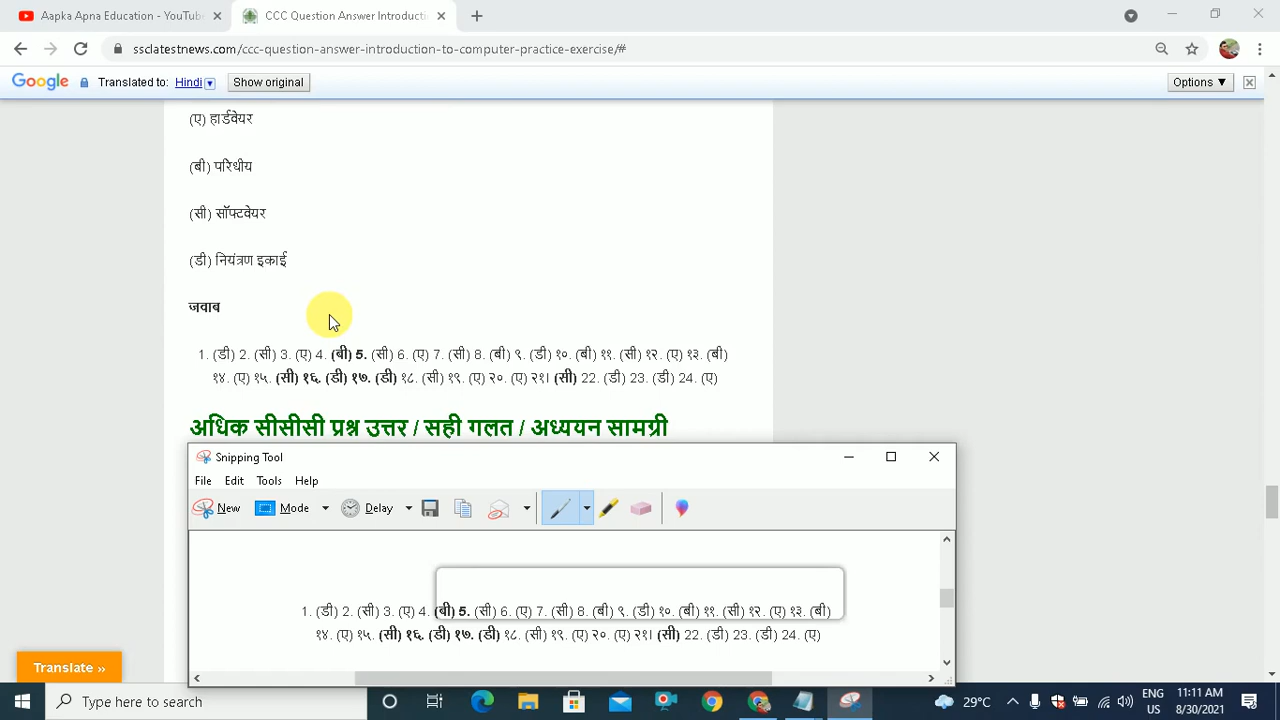 Aapka Apna Education - YouTub
CCC Question Answer Introducti
ssclatestnews.com/ccc-question-answer-introduction-to-computer-practice-exercise/#
Google Translated to: Hindi Show original Options ▼
(ए) हार्डवेयर
(बी) परिधीय
(सी) सॉफ्टवेयर
(डी) नियंत्रण इकाई
जवाब
1. (डी) 2. (सी) 3. (ए) 4. (बी) 5. (सी) 6. (ए) 7. (सी) 8. (बी) ९. (डी) १०. (बी) ११. (सी) १२. (ए) १३. (बी)
१४. (ए) १५. (सी) १६. (डी) १७. (डी) १८. (सी) १९. (ए) २०. (ए) २१। (सी) 22. (डी) 23. (डी) 24. (ए)
अधिक सीसीसी प्रश्न उत्तर / सही गलत / अध्ययन सामग्री
Snipping Tool
File Edit Tools Help
New Mode Delay
1. (डी) 2. (सी) 3. (ए) 4. (बी) 5. (सी) 6. (ए) 7. (सी) 8. (बी) ९. (डी) १०. (बी) ११. (सी) १२. (ए) १३. (बी)
१४. (ए) १५. (सी) १६. (डी) १७. (डी) १८. (सी) १९. (ए) २०. (ए) २१। (सी) 22. (डी) 23. (डी) 24. (ए)
Translate »
Type here to search
29°C
ENG
US
11:11 AM
8/30/2021